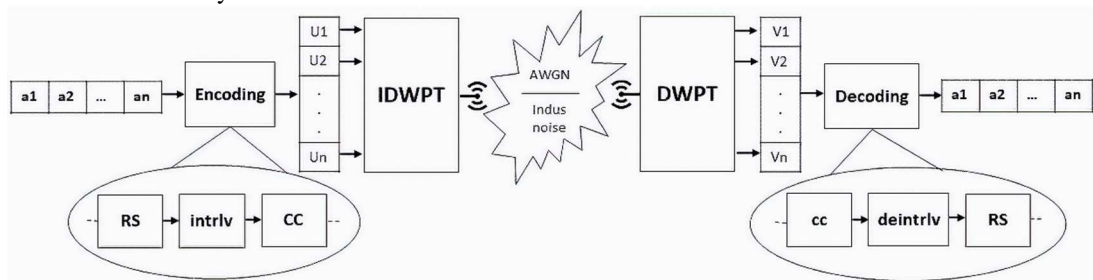 a1 a2 ... an
Encoding
U1
U2
.
.
.
Un
IDWPT
AWGN
Indus
noise
DWPT
V1
V2
.
.
.
Vn
Decoding
a1 a2 ... an
RS intrlv CC
cc deintrlv RS